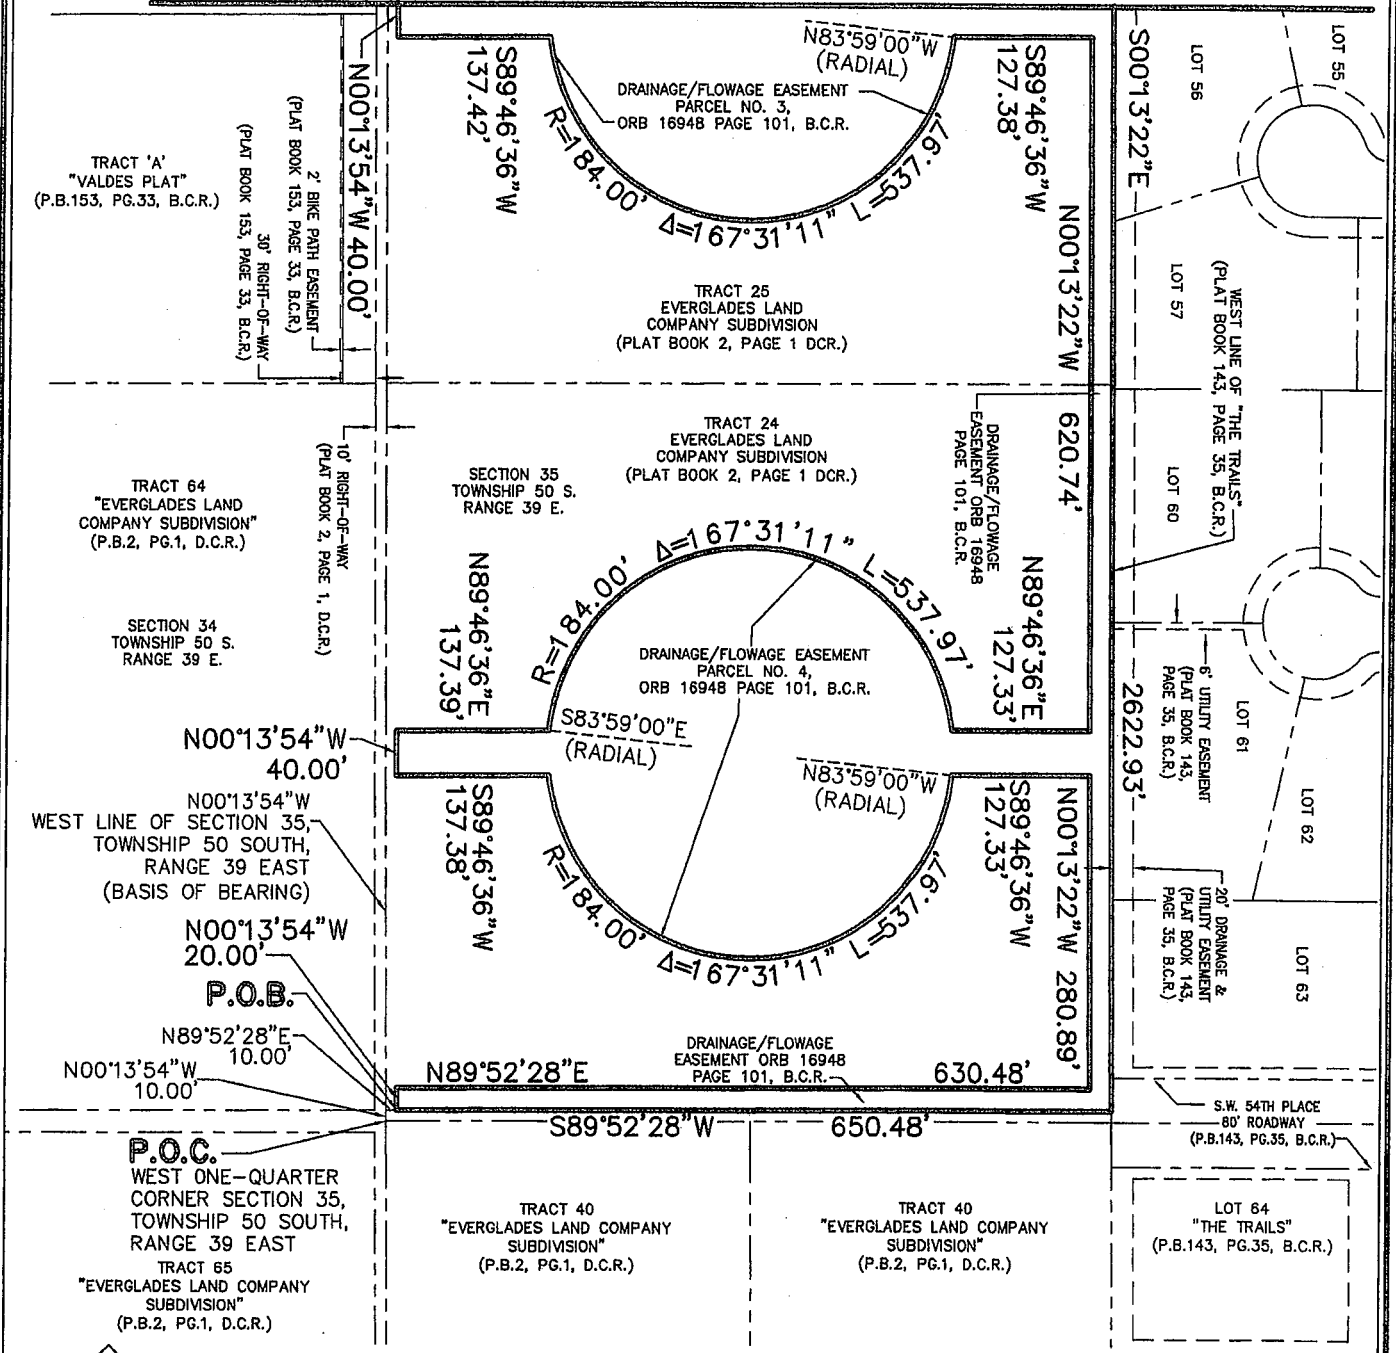 N83°59'00"W
(RADIAL)
S89°46'36"W
137.42'
S89°46'36"W
127.38'
DRAINAGE/FLOWAGE EASEMENT
PARCEL NO. 3,
ORB 16948 PAGE 101, B.C.R.
R=184.00' Δ=167°31'11" L=537.97'
N00°13'54"W 40.00'
S00°13'22"E
2622.93'
LOT 55
LOT 56
LOT 57
LOT 60
LOT 61
LOT 62
LOT 63
TRACT 'A'
"VALDES PLAT"
(P.B.153, PG.33, B.C.R.)
2' BIKE PATH EASEMENT
(PLAT BOOK 153, PAGE 33, B.C.R.)
30' RIGHT-OF-WAY
(PLAT BOOK 153, PAGE 33, B.C.R.)
TRACT 25
EVERGLADES LAND
COMPANY SUBDIVISION
(PLAT BOOK 2, PAGE 1 DCR.)
N00°13'22"W 620.74'
WEST LINE OF "THE TRAILS"
(PLAT BOOK 143, PAGE 35, B.C.R.)
TRACT 24
EVERGLADES LAND
COMPANY SUBDIVISION
(PLAT BOOK 2, PAGE 1 DCR.)
DRAINAGE/FLOWAGE
EASEMENT ORB 16948
PAGE 101, B.C.R.
SECTION 35
TOWNSHIP 50 S.
RANGE 39 E.
10' RIGHT-OF-WAY
(PLAT BOOK 2, PAGE 1, D.C.R.)
TRACT 64
"EVERGLADES LAND
COMPANY SUBDIVISION"
(P.B.2, PG.1, D.C.R.)
SECTION 34
TOWNSHIP 50 S.
RANGE 39 E.
N89°46'36"E
137.39'
R=184.00' Δ=167°31'11" L=537.97'
N89°46'36"E
127.33'
DRAINAGE/FLOWAGE EASEMENT
PARCEL NO. 4,
ORB 16948 PAGE 101, B.C.R.
6' UTILITY EASEMENT
(PLAT BOOK 143,
PAGE 35, B.C.R.)
S83°59'00"E
(RADIAL)
N83°59'00"W
(RADIAL)
N00°13'54"W
40.00'
N00°13'54"W
WEST LINE OF SECTION 35,
TOWNSHIP 50 SOUTH,
RANGE 39 EAST
(BASIS OF BEARING)
S89°46'36"W
137.38'
R=184.00' Δ=167°31'11" L=537.97'
S89°46'36"W
127.33'
N00°13'22"W 280.89'
20' DRAINAGE &
UTILITY EASEMENT
(PLAT BOOK 143,
PAGE 35, B.C.R.)
N00°13'54"W
20.00'
P.O.B.
N89°52'28"E
10.00'
N00°13'54"W
10.00'
N89°52'28"E 630.48'
DRAINAGE/FLOWAGE
EASEMENT ORB 16948
PAGE 101, B.C.R.
S89°52'28"W 650.48'
S.W. 54TH PLACE
80' ROADWAY
(P.B.143, PG.35, B.C.R.)
P.O.C.
WEST ONE-QUARTER
CORNER SECTION 35,
TOWNSHIP 50 SOUTH,
RANGE 39 EAST
TRACT 65
"EVERGLADES LAND COMPANY
SUBDIVISION"
(P.B.2, PG.1, D.C.R.)
TRACT 40
"EVERGLADES LAND COMPANY
SUBDIVISION"
(P.B.2, PG.1, D.C.R.)
TRACT 40
"EVERGLADES LAND COMPANY
SUBDIVISION"
(P.B.2, PG.1, D.C.R.)
LOT 64
"THE TRAILS"
(P.B.143, PG.35, B.C.R.)